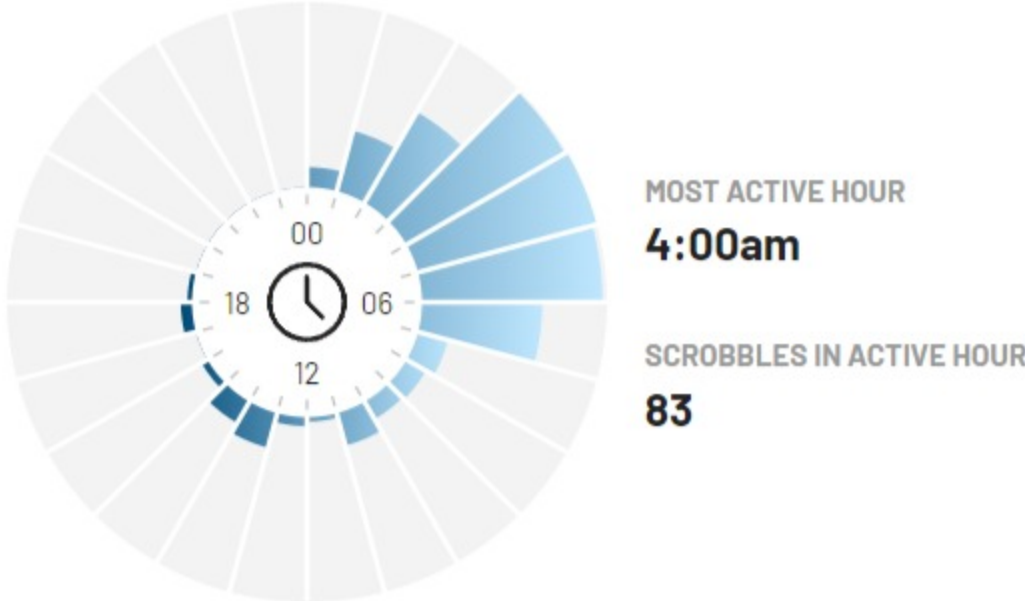 00
18
06
12
MOST ACTIVE HOUR
4:00am
SCROBBLES IN ACTIVE HOUR
83